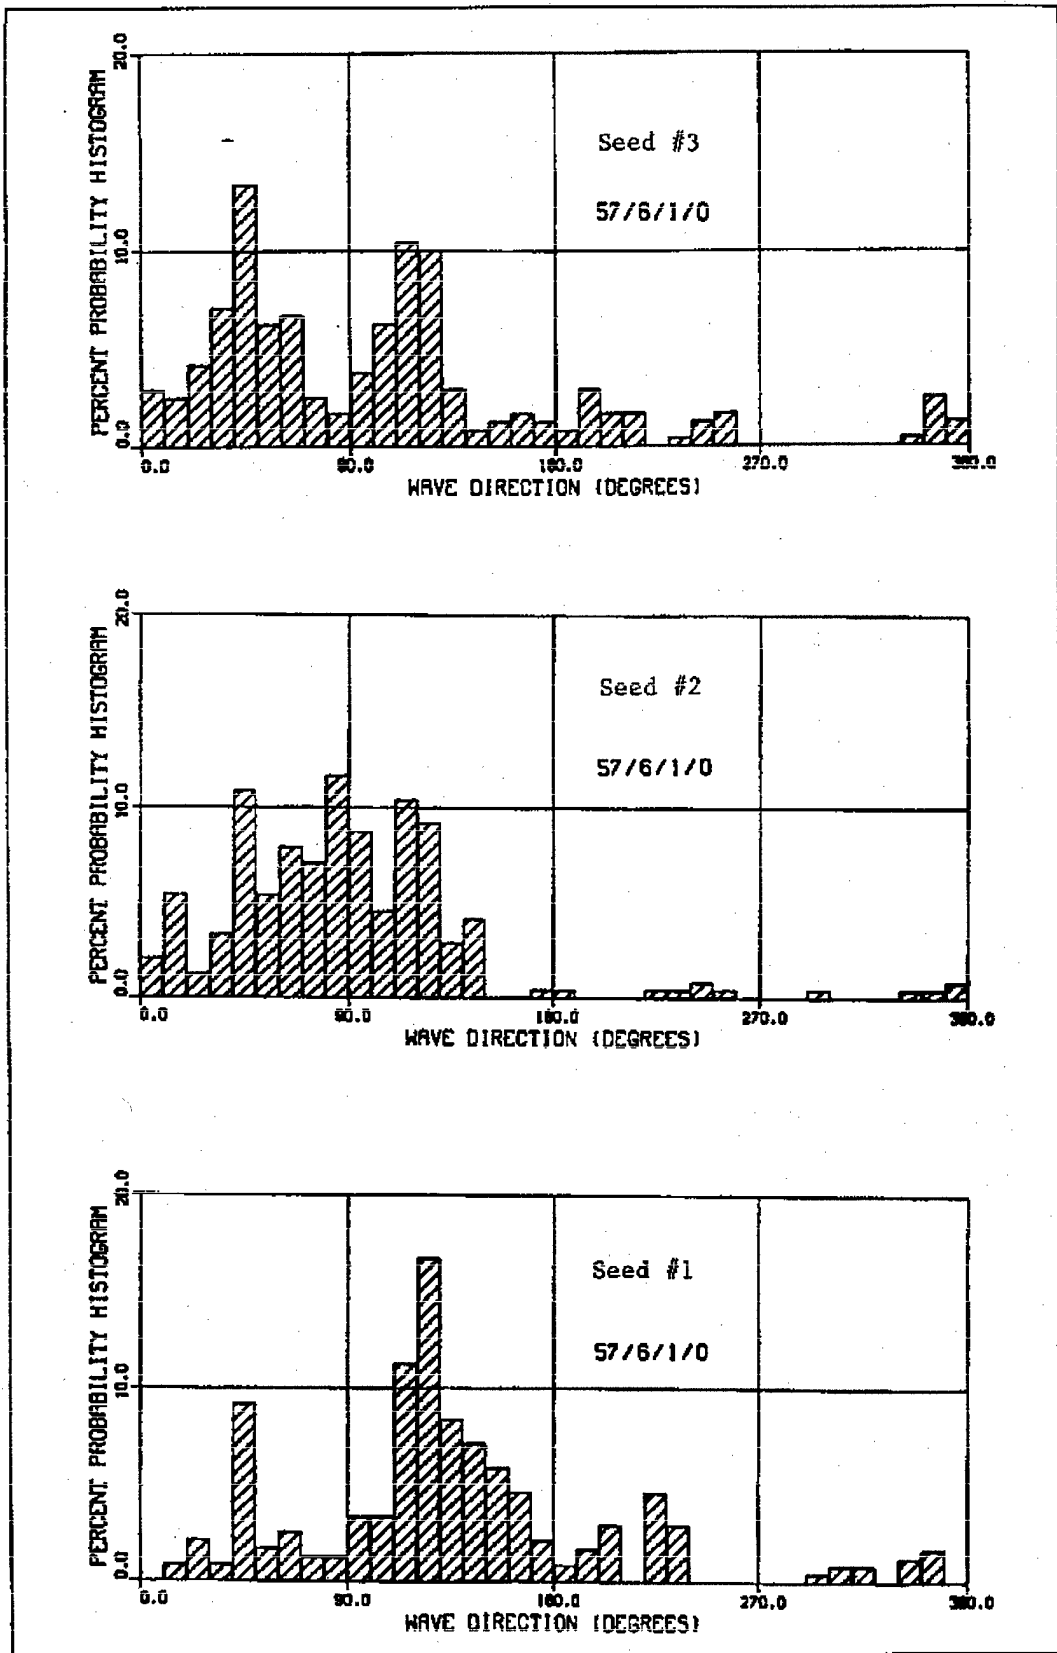 20.0
PERCENT PROBABILITY HISTOGRAM
10.0
0.0
Seed #3
57/6/1/0
0.0 90.0 180.0 270.0 360.0
WAVE DIRECTION (DEGREES)
20.0
PERCENT PROBABILITY HISTOGRAM
10.0
0.0
Seed #2
57/6/1/0
0.0 90.0 180.0 270.0 360.0
WAVE DIRECTION (DEGREES)
20.0
PERCENT PROBABILITY HISTOGRAM
10.0
0.0
Seed #1
57/6/1/0
0.0 90.0 180.0 270.0 360.0
WAVE DIRECTION (DEGREES)